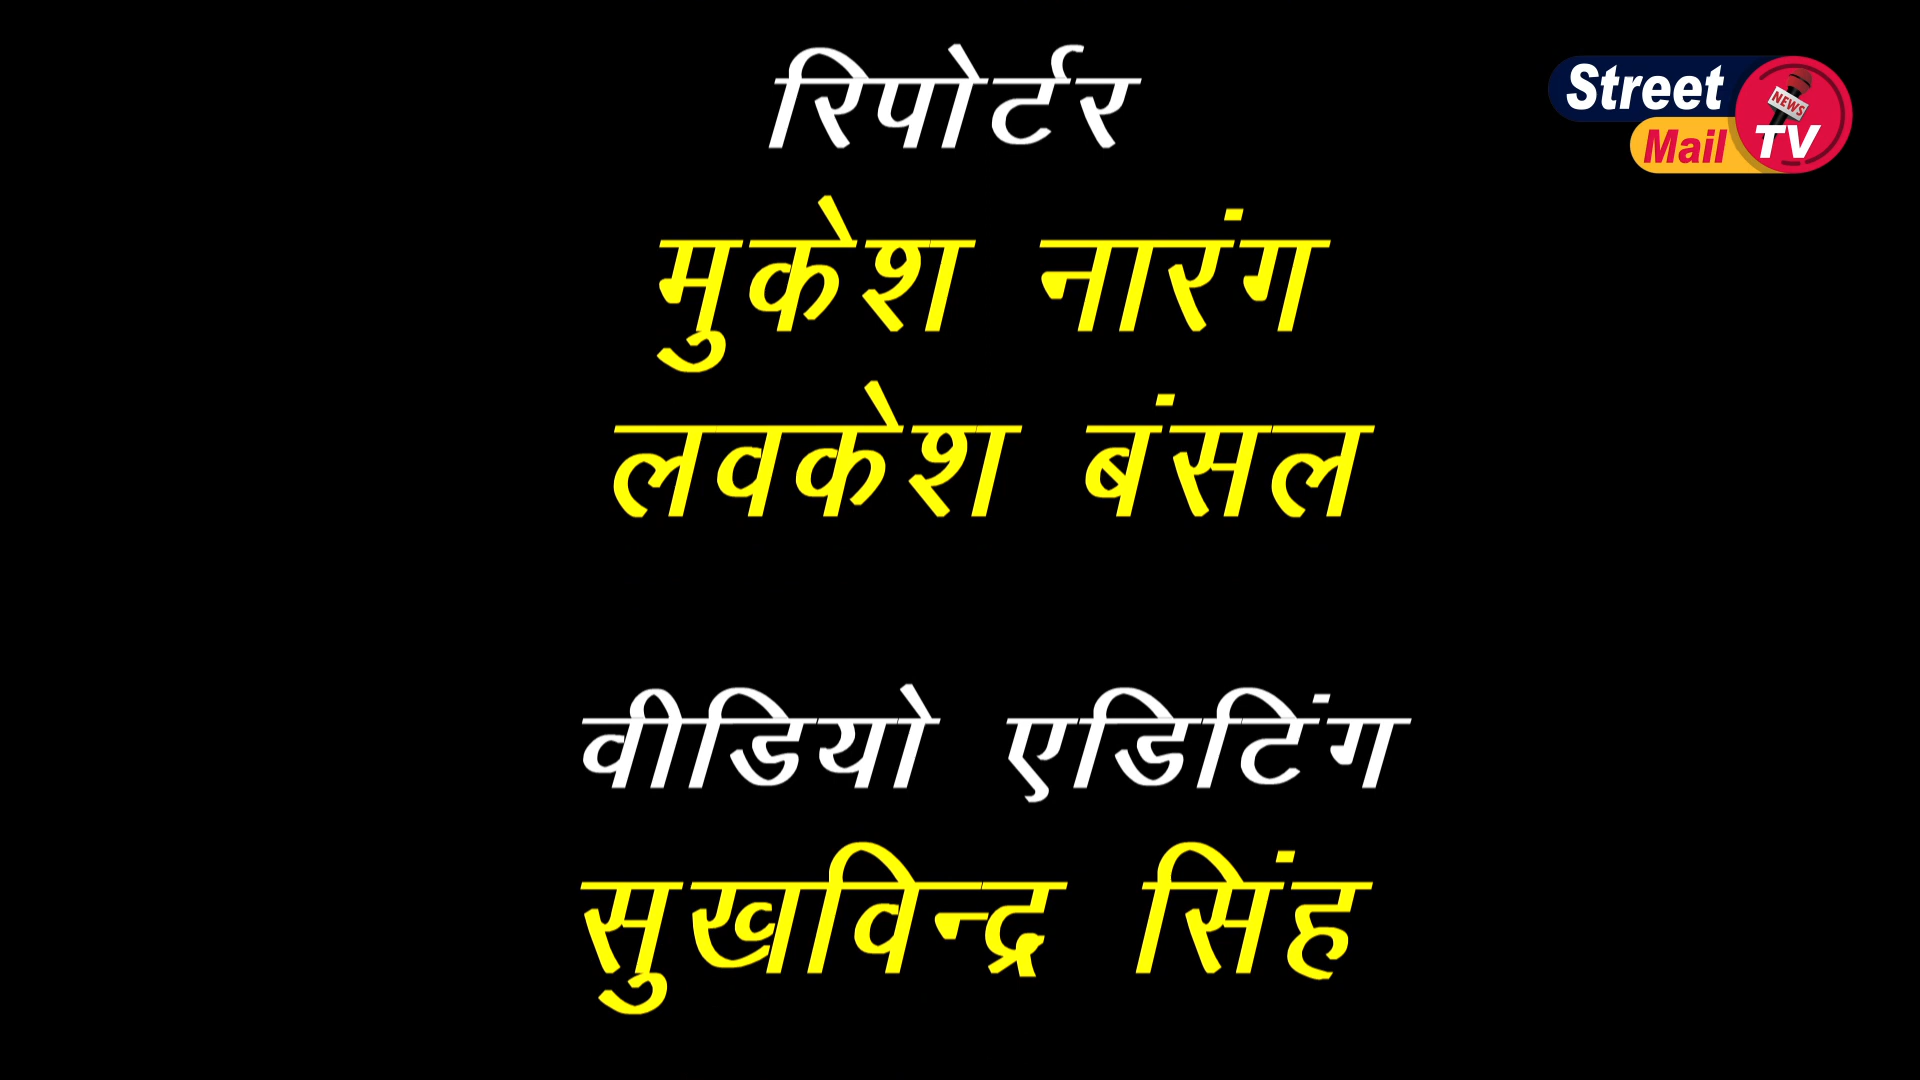 रिपोर्टर
Street
Mail
NEWS
TV
मुकेश नारंग
लवकेश बंसल
वीडियो एडिटिंग
सुखविन्द्र सिंह